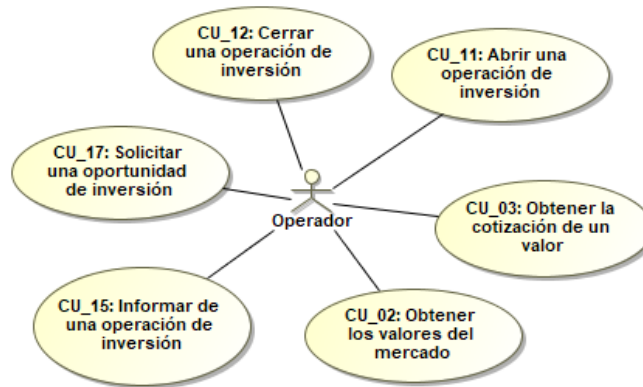 CU_12: Cerrar
una operación de
inversión
CU_11: Abrir una
operación de
inversión
CU_17: Solicitar
una oportunidad
de inversión
Operador
CU_03: Obtener la
cotización de un
valor
CU_15: Informar de
una operación de
inversión
CU_02: Obtener
los valores del
mercado